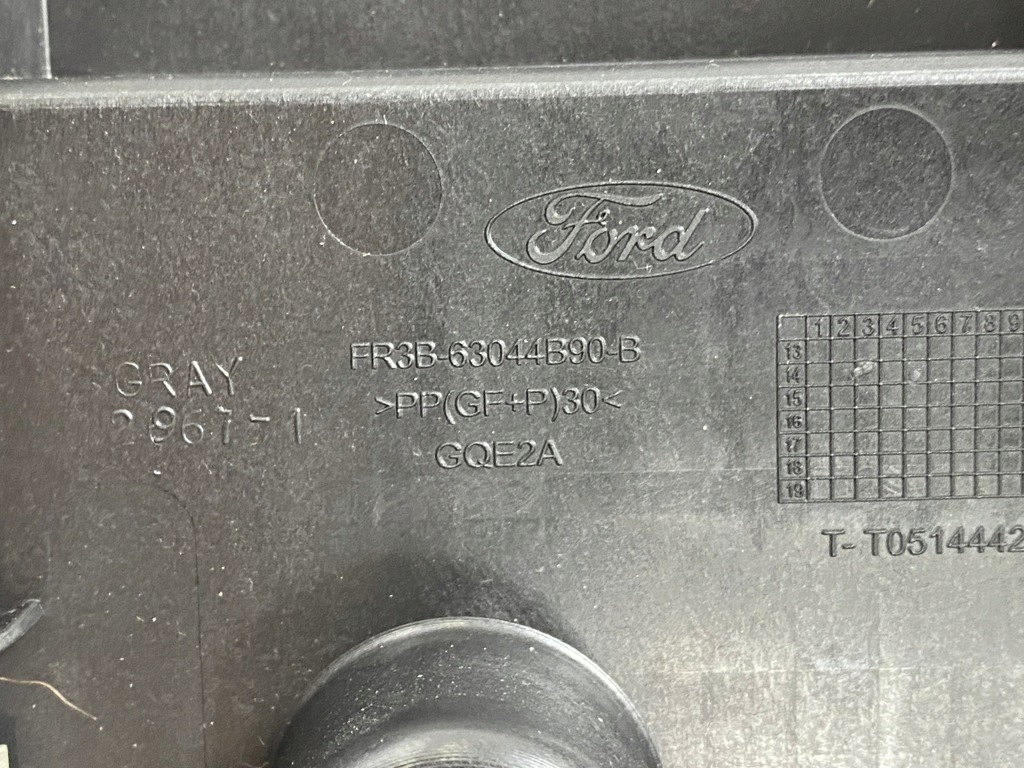 Ford
1 2 3 4 5 6 7 8 9
13
14
15
16
17
18
19
FR3B-63044B90-B
>PP(GF+P)30<
GQE2A
GRAY
2967-1
T- T0514442